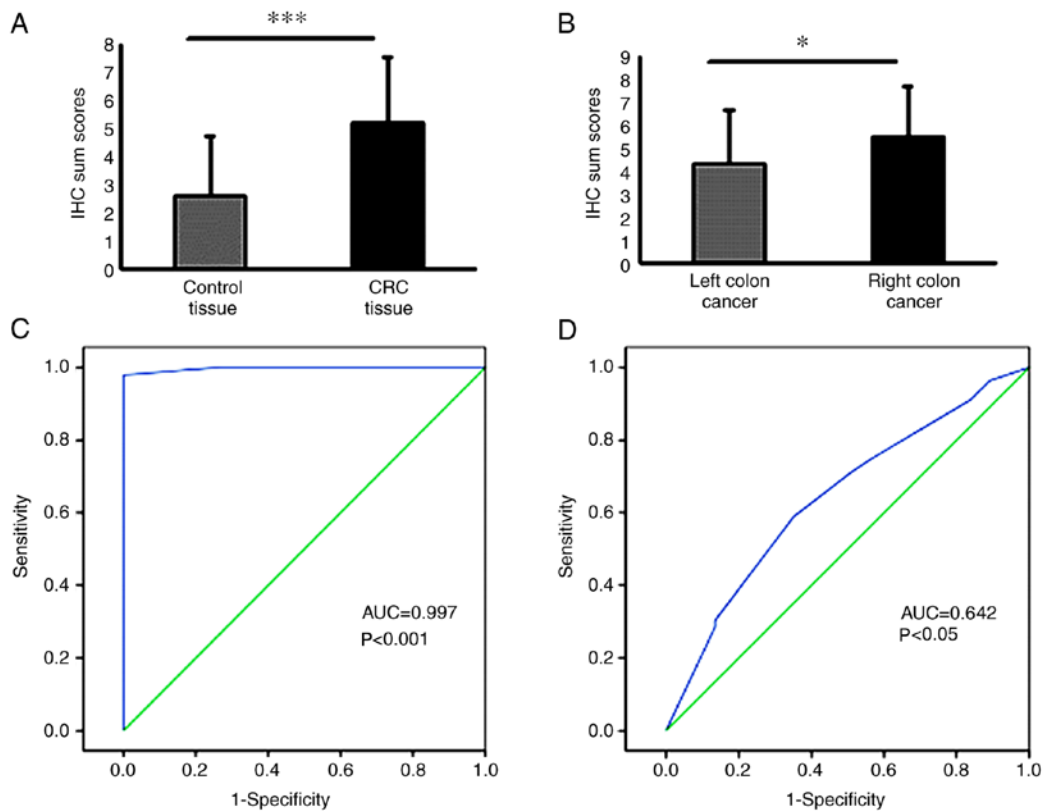 A
***
8
7
6
5
4
3
2
1
0
IHC sum scores
Control
tissue
CRC
tissue
B
*
9
8
7
6
5
4
3
2
1
0
IHC sum scores
Left colon
cancer
Right colon
cancer
C
1.0
0.8
0.6
0.4
0.2
0.0
Sensitivity
AUC=0.997
P<0.001
0.0 0.2 0.4 0.6 0.8 1.0
1-Specificity
D
1.0
0.8
0.6
0.4
0.2
0.0
Sensitivity
AUC=0.642
P<0.05
0.0 0.2 0.4 0.6 0.8 1.0
1-Specificity